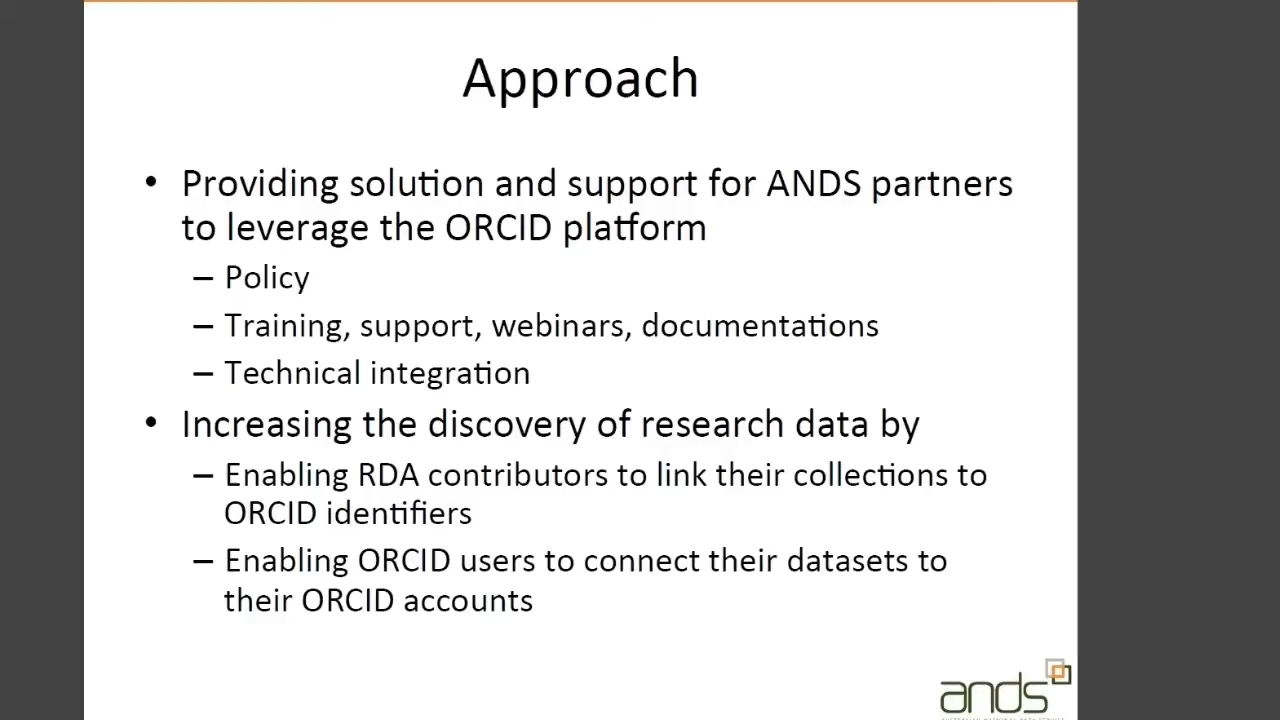 Approach
• Providing solution and support for ANDS partners
to leverage the ORCID platform
– Policy
– Training, support, webinars, documentations
– Technical integration
• Increasing the discovery of research data by
– Enabling RDA contributors to link their collections to
ORCID identifiers
– Enabling ORCID users to connect their datasets to
their ORCID accounts
ands